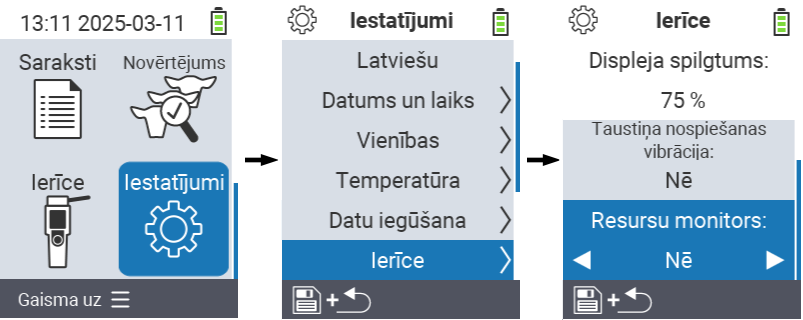 13:11 2025-03-11
Saraksti
Novērtējums
Ierīce
Iestatījumi
Gaisma uz
Iestatījumi
Latviešu
Datums un laiks
Vienības
Temperatūra
Datu iegūšana
Ierīce
+
Ierīce
Displeja spilgtums:
75 %
Taustiņa nospiešanas
vibrācija:
Nē
Resursu monitors:
Nē
+